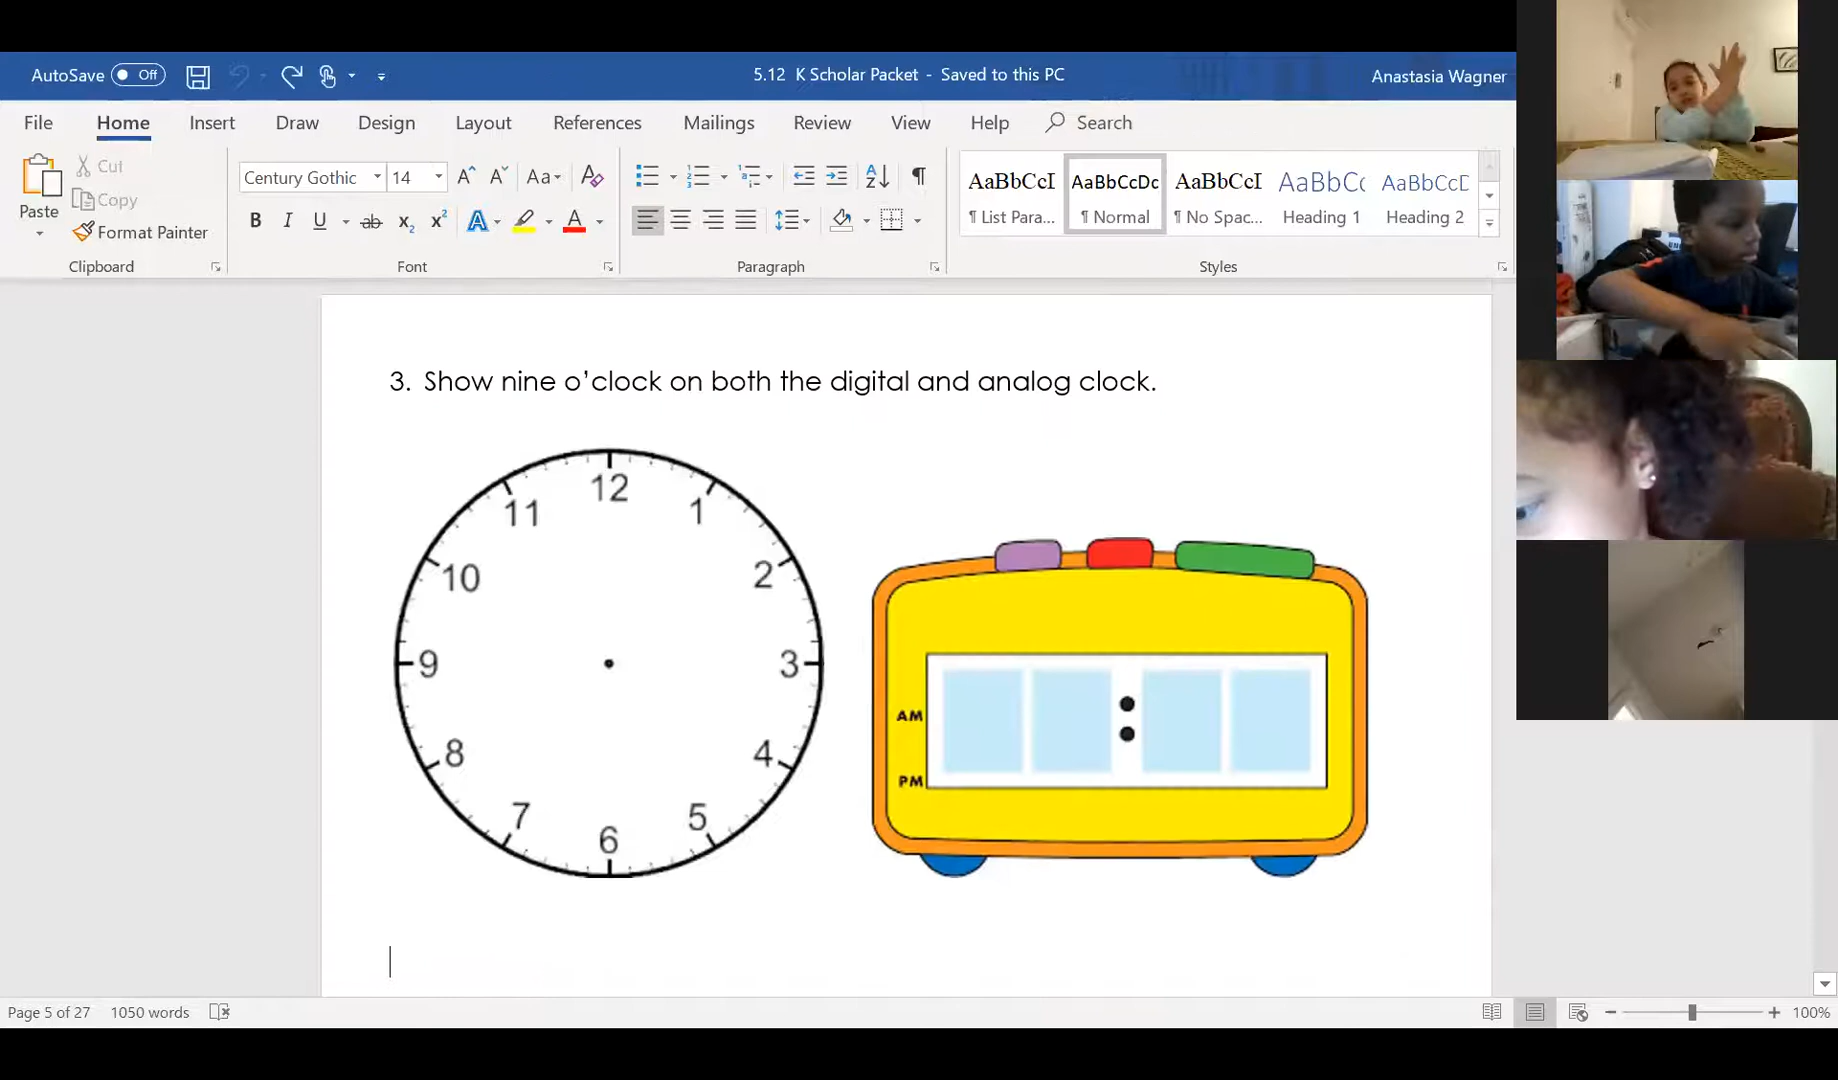 AutoSave Off 5.12 K Scholar Packet - Saved to this PC Anastasia Wagner
File Home Insert Draw Design Layout References Mailings Review View Help Search
Paste Cut Copy Format Painter
Century Gothic 14 Aa
B I U ab x2 x2 A A
AaBbCcI AaBbCcDc AaBbCcI AaBbCc AaBbCcD
¶ List Para... ¶ Normal ¶ No Spac... Heading 1 Heading 2
Clipboard Font Paragraph Styles
3. Show nine o’clock on both the digital and analog clock.
12
11 1
10 2
9 3
8 4
7 5
6
AM :
PM
Page 5 of 27 1050 words 100%